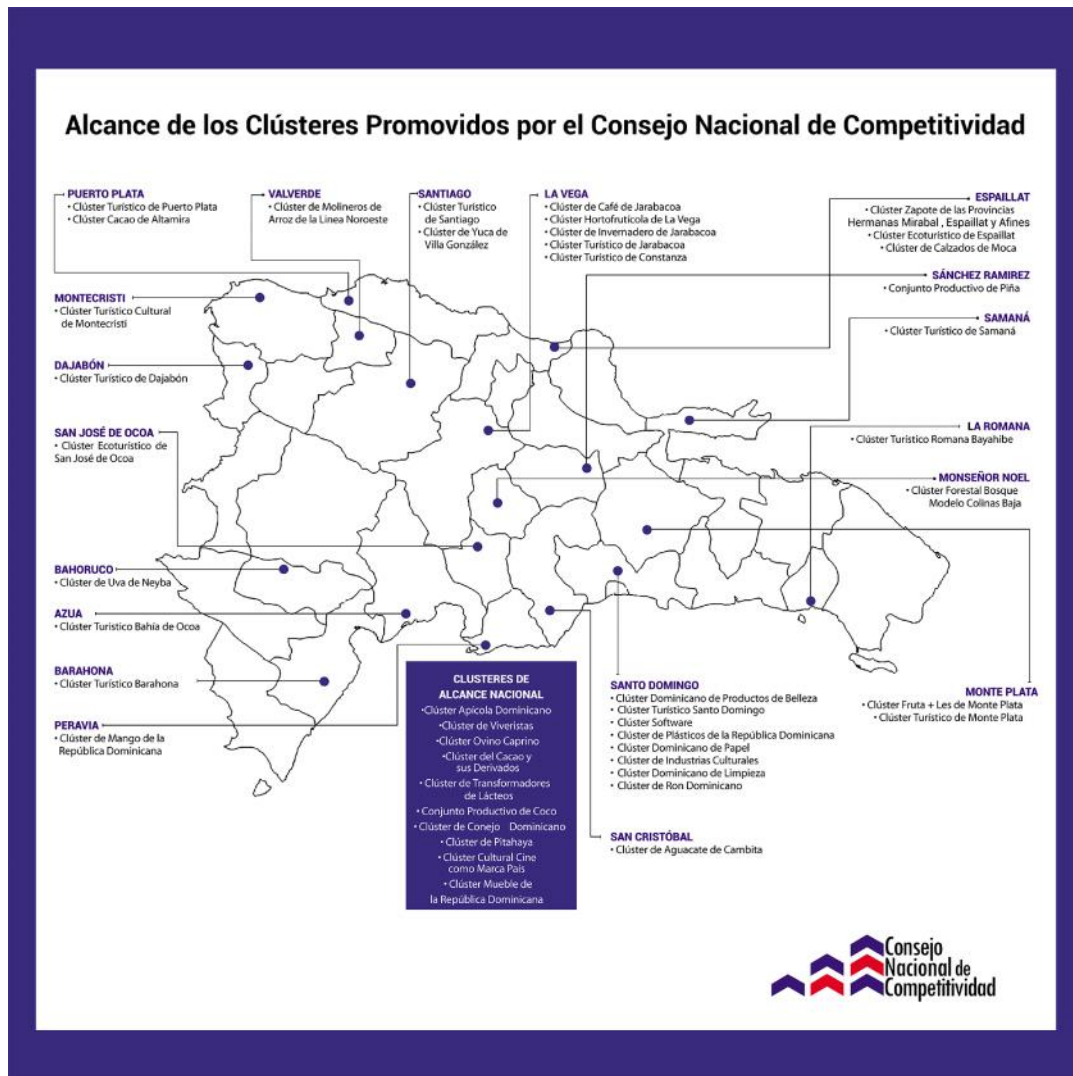 Alcance de los Clústeres Promovidos por el Consejo Nacional de Competitividad
PUERTO PLATA
• Clúster Turístico de Puerto Plata
• Clúster Cacao de Altamira
VALVERDE
• Clúster de Molineros de
Arroz de la Linea Noroeste
SANTIAGO
• Clúster Turístico
de Santiago
• Clúster de Yuca de
Villa González
LA VEGA
• Clúster de Café de Jarabacoa
• Clúster Hortofrutícola de La Vega
• Clúster de Invernadero de Jarabacoa
• Clúster Turístico de Jarabacoa
• Clúster Turístico de Constanza
ESPAILLAT
• Clúster Zapote de las Provincias
Hermanas Mirabal , Espaillat y Afines
• Clúster Ecoturístico de Espaillat
• Clúster de Calzados de Moca
SÁNCHEZ RAMIREZ
• Conjunto Productivo de Piña
SAMANÁ
• Clúster Turístico de Samaná
MONTECRISTI
• Clúster Turístico Cultural
de Montecristi
DAJABÓN
• Clúster Turístico de Dajabón
SAN JOSÉ DE OCOA
• Clúster Ecoturístico de
San José de Ocoa
LA ROMANA
• Clúster Turístico Romana Bayahibe
MONSEÑOR NOEL
• Clúster Forestal Bosque
Modelo Colinas Baja
BAHORUCO
• Clúster de Uva de Neyba
AZUA
• Clúster Turistico Bahía de Ocoa
BARAHONA
• Clúster Turístico Barahona
PERAVIA
• Clúster de Mango de la
República Dominicana
CLUSTERES DE
ALCANCE NACIONAL
•Clúster Apícola Dominicano
•Clúster de Viveristas
•Clúster Ovino Caprino
•Clúster del Cacao y
sus Derivados
•Clúster de Transformadores
de Lácteos
• Conjunto Productivo de Coco
•Clúster de Conejo Dominicano
• Clúster de Pitahaya
• Clúster Cultural Cine
como Marca País
• Clúster Mueble de
la República Dominicana
SANTO DOMINGO
• Clúster Dominicano de Productos de Belleza
• Clúster Turístico Santo Domingo
• Clúster Software
• Clúster de Plásticos de la República Dominicana
• Clúster Dominicano de Papel
• Clúster de Industrias Culturales
• Clúster Dominicano de Limpieza
• Clúster de Ron Dominicano
MONTE PLATA
• Clúster Fruta + Les de Monte Plata
• Clúster Turístico de Monte Plata
SAN CRISTÓBAL
• Clúster de Aguacate de Cambita
Consejo
Nacional de
Competitividad